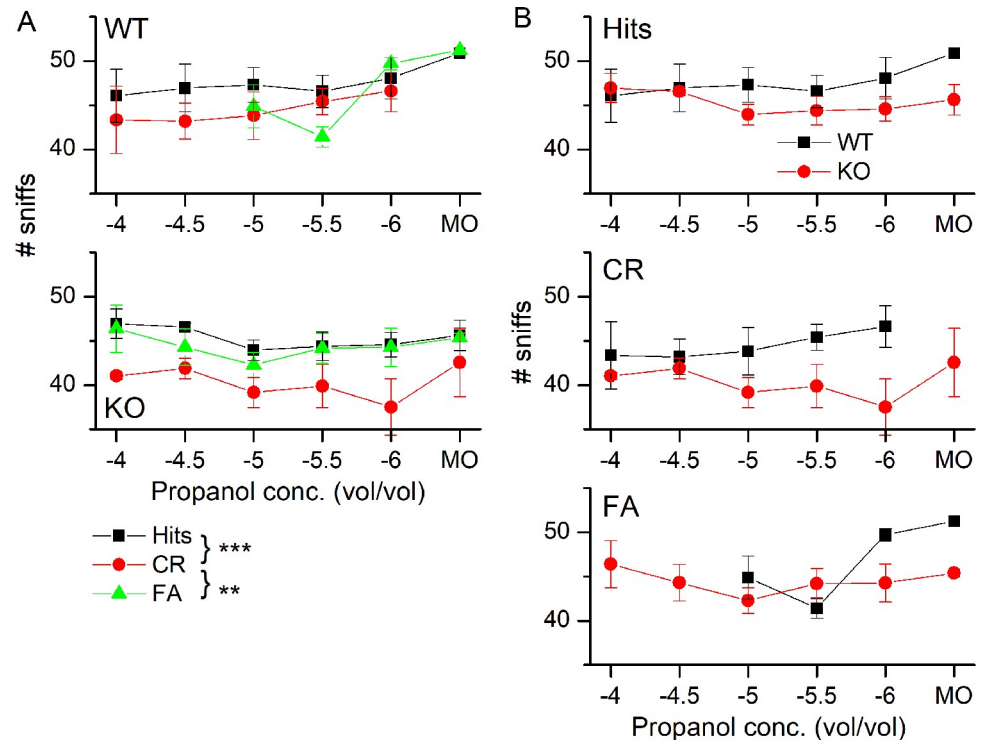 A
WT
# sniffs
50
40
-4 -4.5 -5 -5.5 -6 MO
50
40
KO
-4 -4.5 -5 -5.5 -6 MO
Propanol conc. (vol/vol)
Hits
CR
FA
} ***
} **
B
Hits
50
40
WT
KO
-4 -4.5 -5 -5.5 -6 MO
CR
# sniffs
50
40
-4 -4.5 -5 -5.5 -6 MO
FA
50
40
-4 -4.5 -5 -5.5 -6 MO
Propanol conc. (vol/vol)